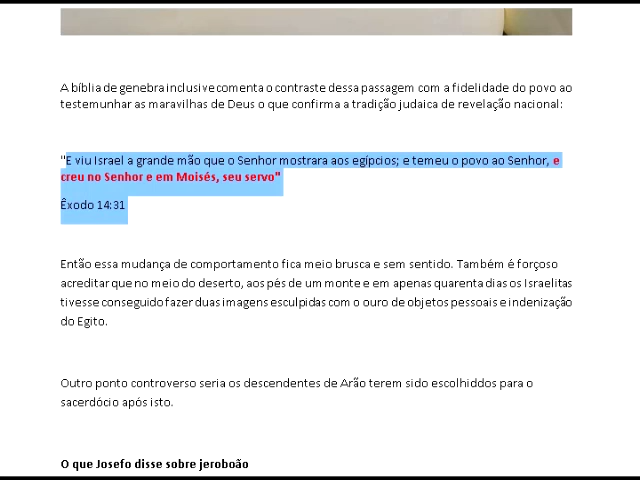 A bíblia de genebra inclusive comenta o contraste dessa passagem com a fidelidade do povo ao
testemunhar as maravilhas de Deus o que confirma a tradição judaica de revelação nacional:
"E viu Israel a grande mão que o Senhor mostrara aos egípcios; e temeu o povo ao Senhor, e
creu no Senhor e em Moisés, seu servo"
Êxodo 14:31
Então essa mudança de comportamento fica meio brusca e sem sentido. Também é forçoso
acreditar que no meio do deserto, aos pés de um monte e em apenas quarenta dias os Israelitas
tivesse conseguido fazer duas imagens esculpidas com o ouro de objetos pessoais e indenização
do Egito.
Outro ponto controverso seria os descendentes de Arão terem sido escolhiddos para o
sacerdócio após isto.
O que Josefo disse sobre jeroboão